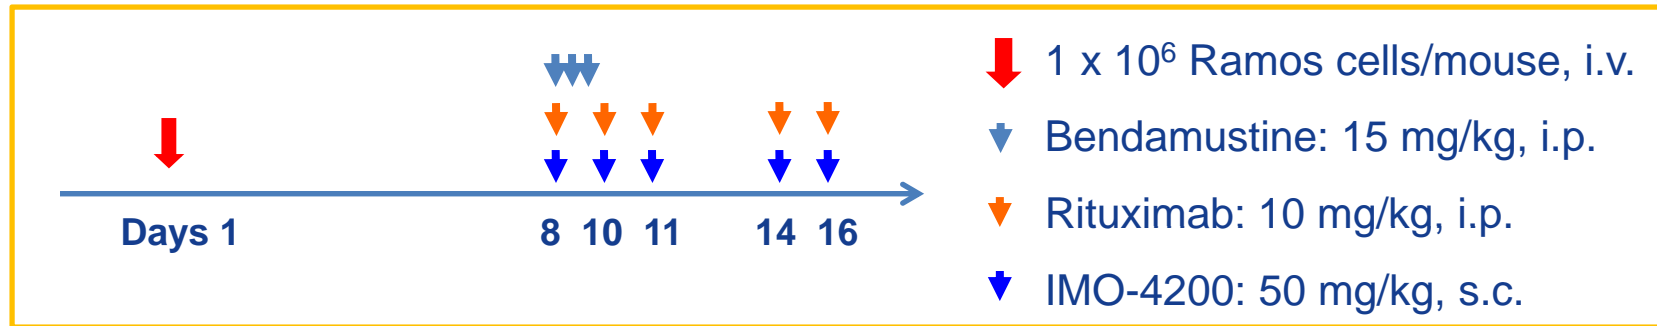 1 x 10⁶ Ramos cells/mouse, i.v.
Bendamustine: 15 mg/kg, i.p.
Rituximab: 10 mg/kg, i.p.
IMO-4200: 50 mg/kg, s.c.
Days 1 8 10 11 14 16